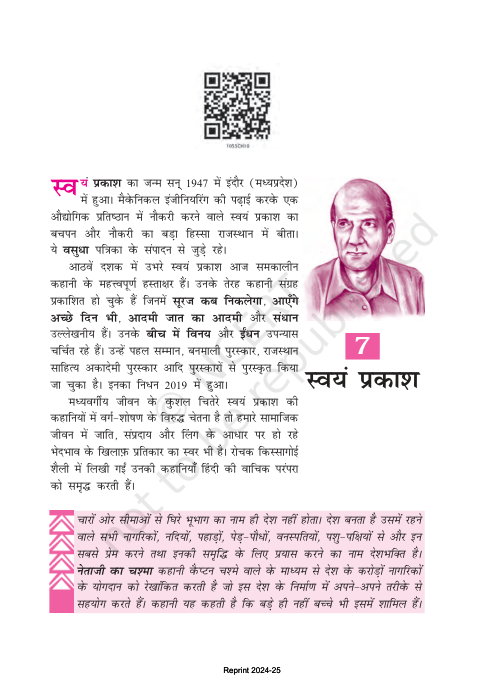 स्वयं प्रकाश का जन्म सन् 1947 में इंदौर (मध्यप्रदेश)
में हुआ। मैकेनिकल इंजीनियरिंग की पढ़ाई करके एक
औद्योगिक प्रतिष्ठान में नौकरी करने वाले स्वयं प्रकाश का
बचपन और नौकरी का बड़ा हिस्सा राजस्थान में बीता।
ये वसुधा पत्रिका के संपादन से जुड़े रहे।
आठवें दशक में उभरे स्वयं प्रकाश आज समकालीन
कहानी के महत्त्वपूर्ण हस्ताक्षर हैं। उनके तेरह कहानी संग्रह
प्रकाशित हो चुके हैं जिनमें सूरज कब निकलेगा, आएँगे
अच्छे दिन भी, आदमी जात का आदमी और संधान
उल्लेखनीय हैं। उनके बीच में विनय और ईंधन उपन्यास
चर्चित रहे हैं। उन्हें पहल सम्मान, बनमाली पुरस्कार, राजस्थान
साहित्य अकादेमी पुरस्कार आदि पुरस्कारों से पुरस्कृत किया
जा चुका है। इनका निधन 2019 में हुआ।
मध्यवर्गीय जीवन के कुशल चितेरे स्वयं प्रकाश की
कहानियों में वर्ग-शोषण के विरुद्ध चेतना है तो हमारे सामाजिक
जीवन में जाति, संप्रदाय और लिंग के आधार पर हो रहे
भेदभाव के खिलाफ़ प्रतिकार का स्वर भी है। रोचक किस्सागोई
शैली में लिखी गईं उनकी कहानियाँ हिंदी की वाचिक परंपरा
को समृद्ध करती हैं।
7
स्वयं प्रकाश
चारों ओर सीमाओं से घिरे भूभाग का नाम ही देश नहीं होता। देश बनता है उसमें रहने
वाले सभी नागरिकों, नदियों, पहाड़ों, पेड़-पौधों, वनस्पतियों, पशु-पक्षियों से और इन
सबसे प्रेम करने तथा इनकी समृद्धि के लिए प्रयास करने का नाम देशभक्ति है।
नेताजी का चश्मा कहानी कैप्टन चश्मे वाले के माध्यम से देश के करोड़ों नागरिकों
के योगदान को रेखांकित करती है जो इस देश के निर्माण में अपने-अपने तरीके से
सहयोग करते हैं। कहानी यह कहती है कि बड़े ही नहीं बच्चे भी इसमें शामिल हैं।
Reprint 2024-25